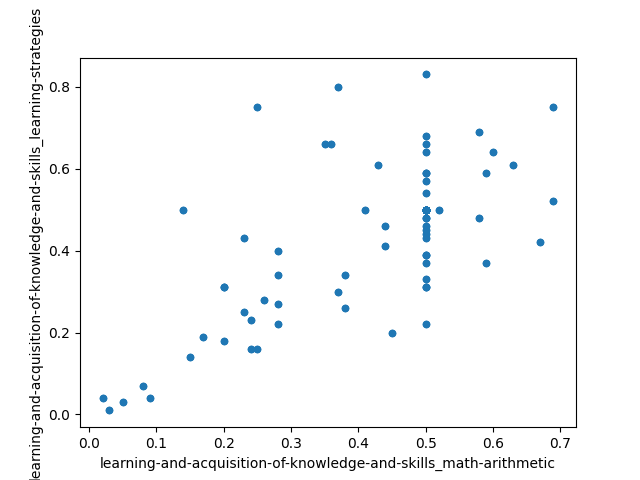 learning-and-acquisition-of-knowledge-and-skills_learning-strategies
0.8
0.6
0.4
0.2
0.0
0.0 0.1 0.2 0.3 0.4 0.5 0.6 0.7
learning-and-acquisition-of-knowledge-and-skills_math-arithmetic